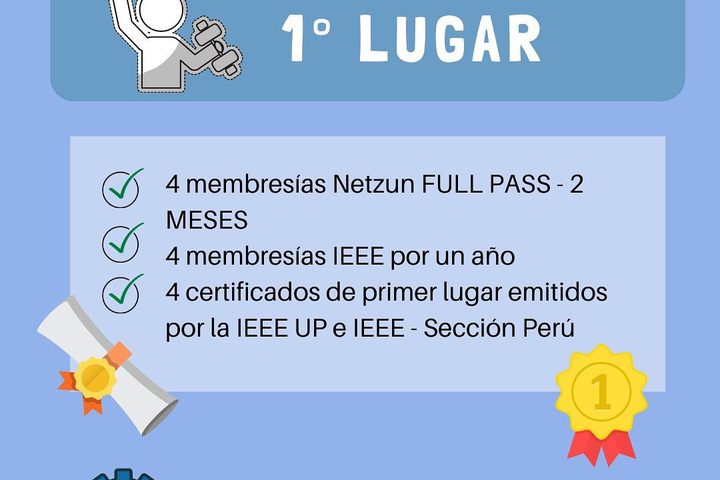 1° LUGAR
4 membresías Netzun FULL PASS - 2
MESES
4 membresías IEEE por un año
4 certificados de primer lugar emitidos
por la IEEE UP e IEEE - Sección Perú
1